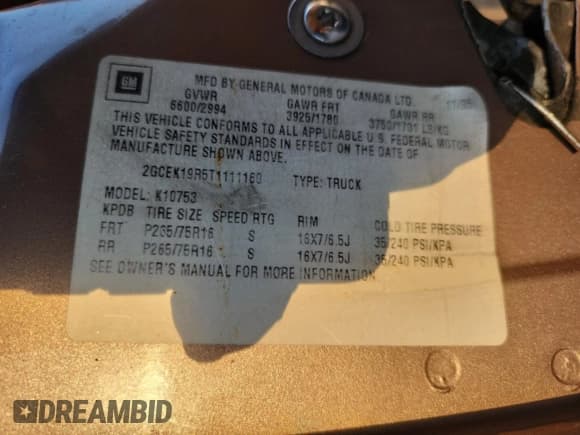 GM
MFD BY GENERAL MOTORS OF CANADA LTD. 11/95
GVWR GAWR FRT GAWR RR
6600/2994 3925/1780 3750/1701 LB/KG
THIS VEHICLE CONFORMS TO ALL APPLICABLE U.S. FEDERAL MOTOR
VEHICLE SAFETY STANDARDS IN EFFECT ON THE DATE OF
MANUFACTURE SHOWN ABOVE.
2GCEK19R5T1111160 TYPE: TRUCK
MODEL: K10753
KPDB TIRE SIZE SPEED RTG RIM COLD TIRE PRESSURE
FRT P235/75R16 S 16X7/6.5J 35/240 PSI/KPA
RR P265/75R16 S 16X7/6.5J 35/240 PSI/KPA
SEE OWNER'S MANUAL FOR MORE INFORMATION
DREAMBID